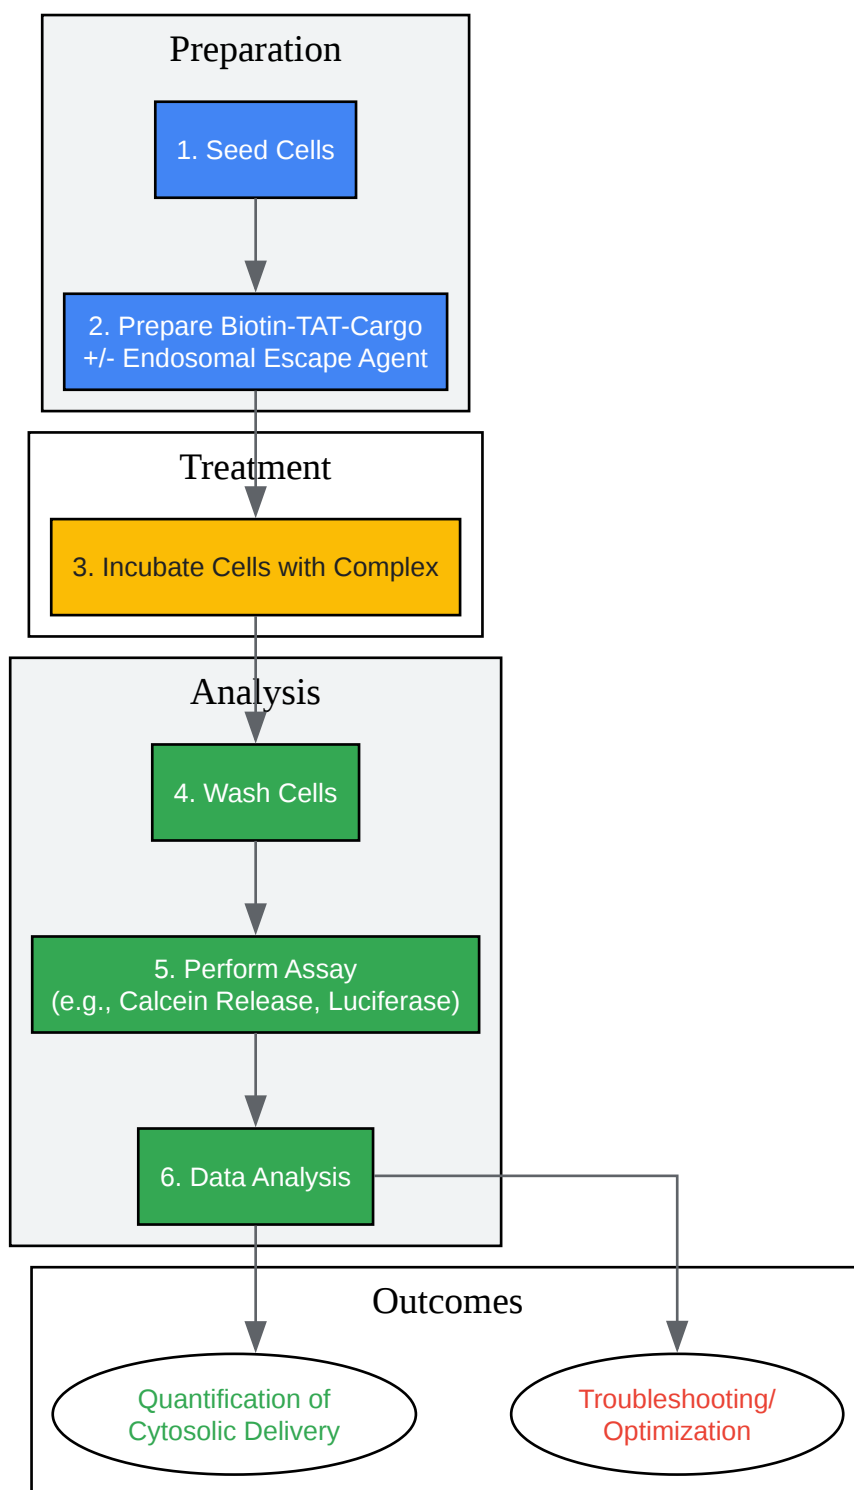 Preparation
1. Seed Cells
2. Prepare Biotin-TAT-Cargo
+/- Endosomal Escape Agent
Treatment
3. Incubate Cells with Complex
Analysis
4. Wash Cells
5. Perform Assay
(e.g., Calcein Release, Luciferase)
6. Data Analysis
Outcomes
Quantification of
Cytosolic Delivery
Troubleshooting/
Optimization